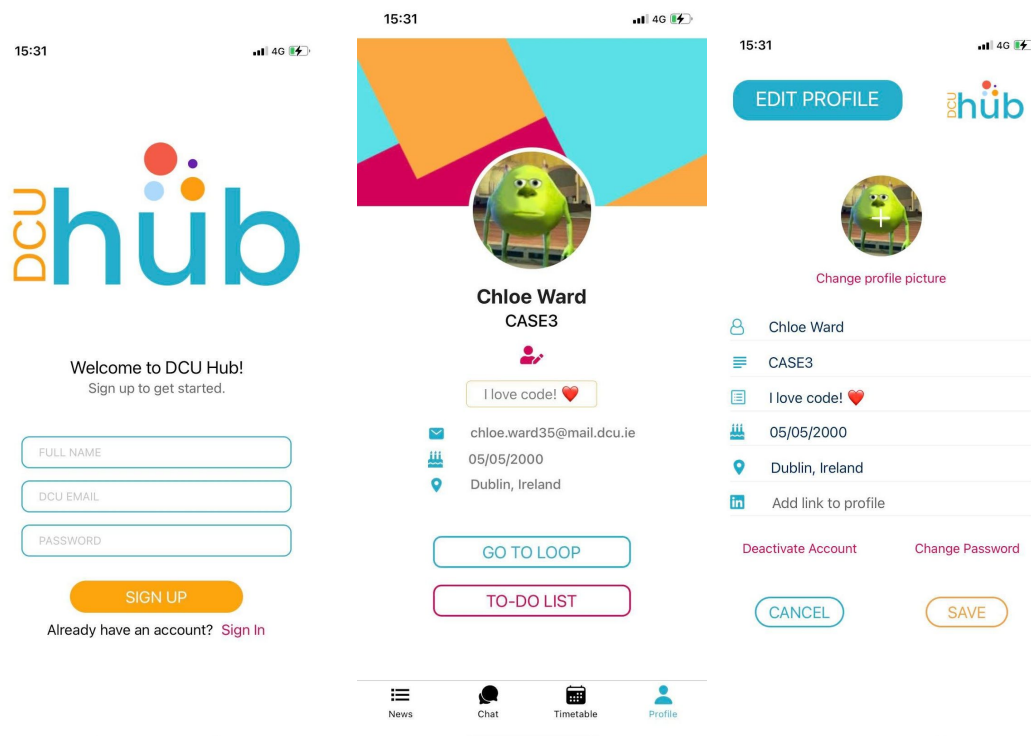 15:31
4G
DCU
hub
Welcome to DCU Hub!
Sign up to get started.
FULL NAME
DCU EMAIL
PASSWORD
SIGN UP
Already have an account? Sign In
15:31
4G
Chloe Ward
CASE3
I love code! ❤️
chloe.ward35@mail.dcu.ie
05/05/2000
Dublin, Ireland
GO TO LOOP
TO-DO LIST
News
Chat
Timetable
Profile
15:31
4G
EDIT PROFILE
DCU
hub
Change profile picture
Chloe Ward
CASE3
I love code! ❤️
05/05/2000
in
Dublin, Ireland
Add link to profile
Deactivate Account
Change Password
CANCEL
SAVE